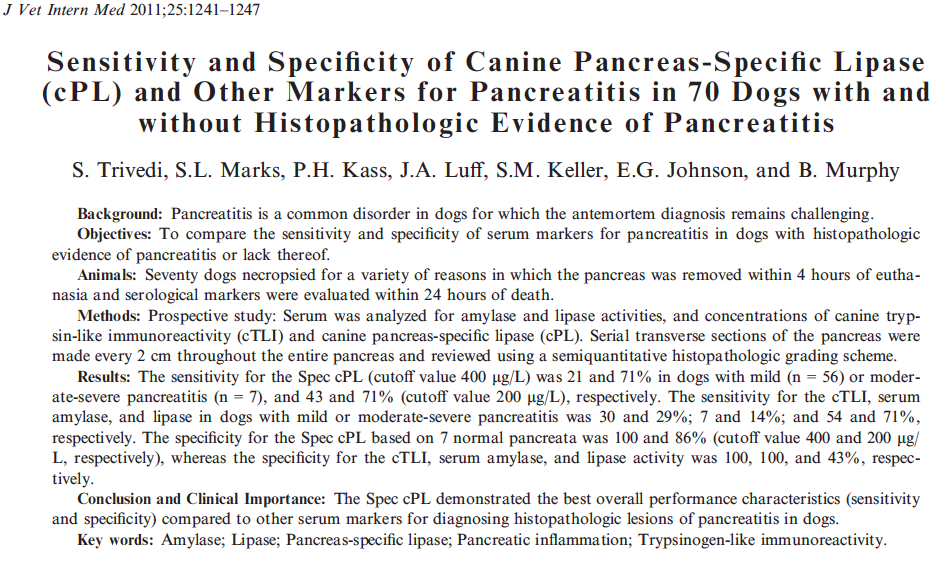 J Vet Intern Med 2011;25:1241–1247
Sensitivity and Specificity of Canine Pancreas-Specific Lipase
(cPL) and Other Markers for Pancreatitis in 70 Dogs with and
without Histopathologic Evidence of Pancreatitis
S. Trivedi, S.L. Marks, P.H. Kass, J.A. Luff, S.M. Keller, E.G. Johnson, and B. Murphy
Background: Pancreatitis is a common disorder in dogs for which the antemortem diagnosis remains challenging.
Objectives: To compare the sensitivity and specificity of serum markers for pancreatitis in dogs with histopathologic
evidence of pancreatitis or lack thereof.
Animals: Seventy dogs necropsied for a variety of reasons in which the pancreas was removed within 4 hours of eutha-
nasia and serological markers were evaluated within 24 hours of death.
Methods: Prospective study: Serum was analyzed for amylase and lipase activities, and concentrations of canine tryp-
sin-like immunoreactivity (cTLI) and canine pancreas-specific lipase (cPL). Serial transverse sections of the pancreas were
made every 2 cm throughout the entire pancreas and reviewed using a semiquantitative histopathologic grading scheme.
Results: The sensitivity for the Spec cPL (cutoff value 400 μg/L) was 21 and 71% in dogs with mild (n = 56) or moder-
ate-severe pancreatitis (n = 7), and 43 and 71% (cutoff value 200 μg/L), respectively. The sensitivity for the cTLI, serum
amylase, and lipase in dogs with mild or moderate-severe pancreatitis was 30 and 29%; 7 and 14%; and 54 and 71%,
respectively. The specificity for the Spec cPL based on 7 normal pancreata was 100 and 86% (cutoff value 400 and 200 μg/
L, respectively), whereas the specificity for the cTLI, serum amylase, and lipase activity was 100, 100, and 43%, respec-
tively.
Conclusion and Clinical Importance: The Spec cPL demonstrated the best overall performance characteristics (sensitivity
and specificity) compared to other serum markers for diagnosing histopathologic lesions of pancreatitis in dogs.
Key words: Amylase; Lipase; Pancreas-specific lipase; Pancreatic inflammation; Trypsinogen-like immunoreactivity.